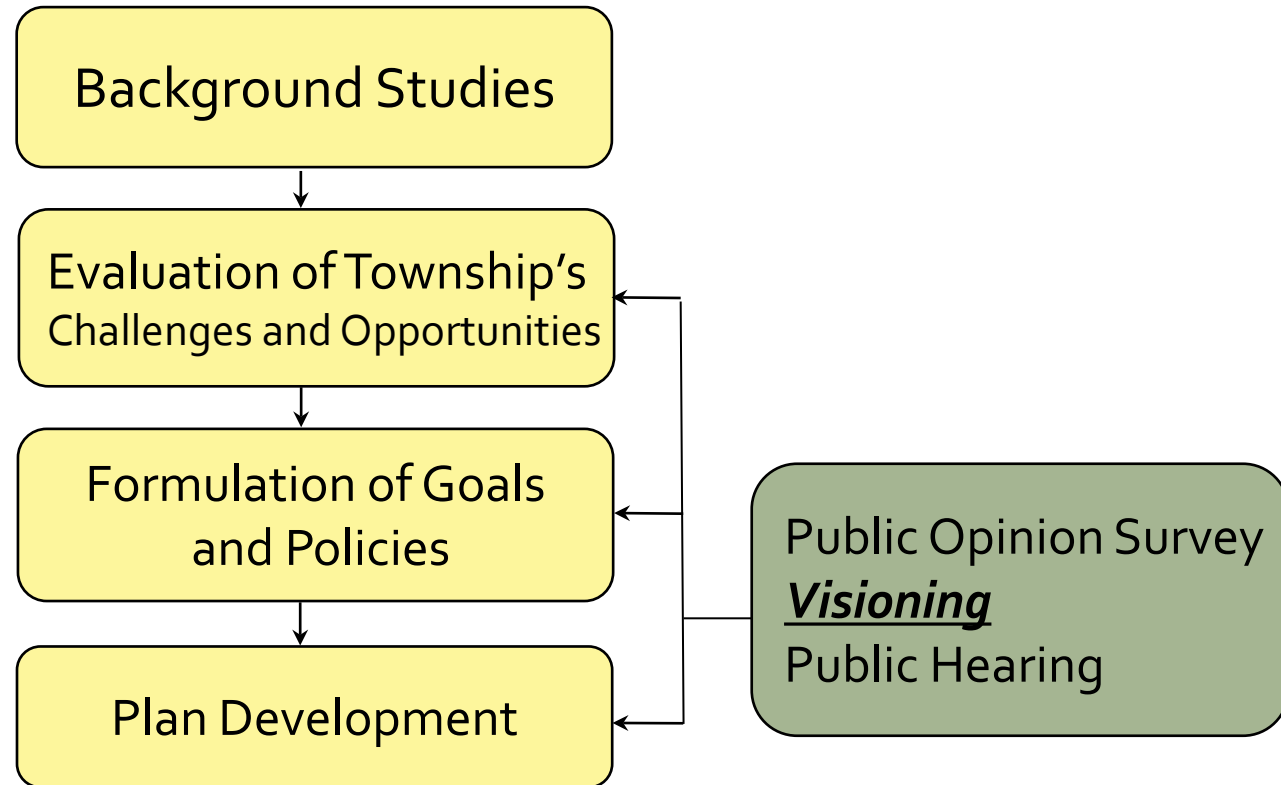 Background Studies
Evaluation of Township’s
Challenges and Opportunities
Formulation of Goals
and Policies
Plan Development
Public Opinion Survey
Visioning
Public Hearing